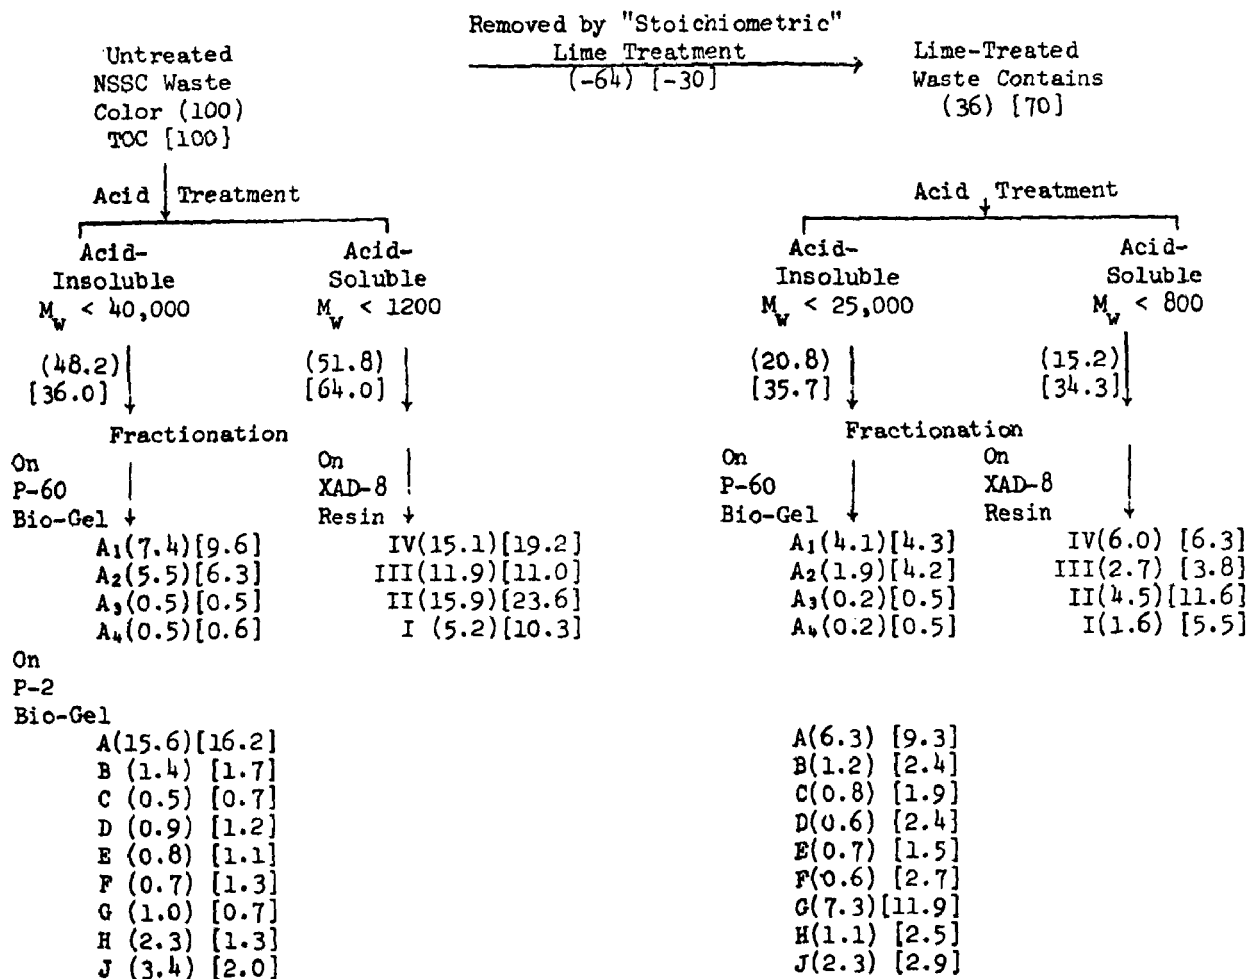 Removed by "Stoichiometric"
Lime Treatment
(-64) [-30]
Untreated
NSSC Waste
Color (100)
TOC [100]
Lime-Treated
Waste Contains
(36) [70]
Acid Treatment
Acid-
Insoluble
Mw < 40,000
(48.2)
[36.0]
Acid-
Soluble
Mw < 1200
(51.8)
[64.0]
Fractionation
On
P-60
Bio-Gel
A1(7.4)[9.6]
A2(5.5)[6.3]
A3(0.5)[0.5]
A4(0.5)[0.6]
On
XAD-8
Resin
IV(15.1)[19.2]
III(11.9)[11.0]
II(15.9)[23.6]
I (5.2)[10.3]
On
P-2
Bio-Gel
A(15.6)[16.2]
B (1.4) [1.7]
C (0.5) [0.7]
D (0.9) [1.2]
E (0.8) [1.1]
F (0.7) [1.3]
G (1.0) [0.7]
H (2.3) [1.3]
J (3.4) [2.0]
Acid Treatment
Acid-
Insoluble
Mw < 25,000
(20.8)
[35.7]
Acid-
Soluble
Mw < 800
(15.2)
[34.3]
Fractionation
On
P-60
Bio-Gel
A1(4.1)[4.3]
A2(1.9)[4.2]
A3(0.2)[0.5]
A4(0.2)[0.5]
On
XAD-8
Resin
IV(6.0) [6.3]
III(2.7) [3.8]
II(4.5)[11.6]
I(1.6) [5.5]
A(6.3) [9.3]
B(1.2) [2.4]
C(0.8) [1.9]
D(0.6) [2.4]
E(0.7) [1.5]
F(0.6) [2.7]
G(7.3)[11.9]
H(1.1) [2.5]
J(2.3) [2.9]